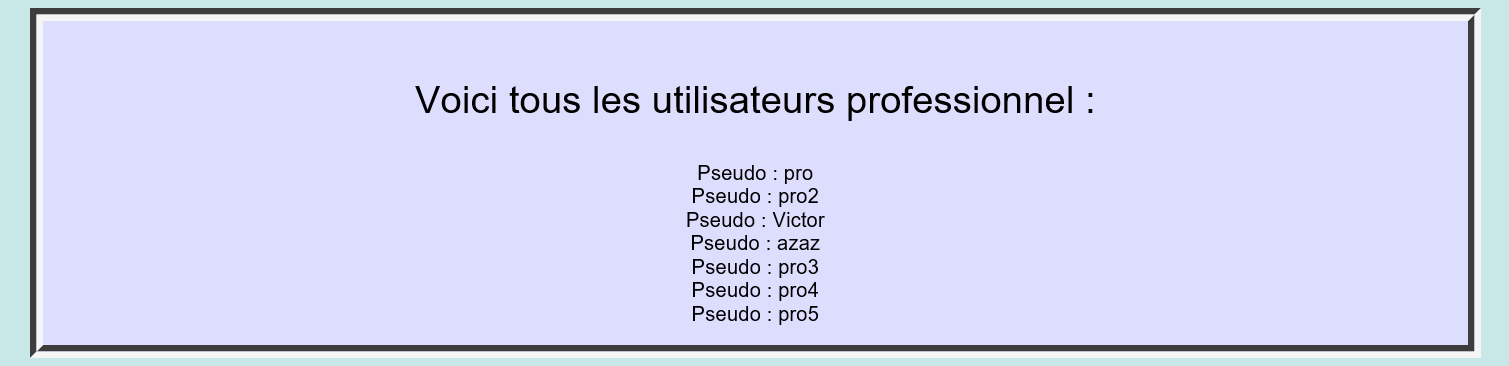 Voici tous les utilisateurs professionnel :
Pseudo : pro
Pseudo : pro2
Pseudo : Victor
Pseudo : azaz
Pseudo : pro3
Pseudo : pro4
Pseudo : pro5